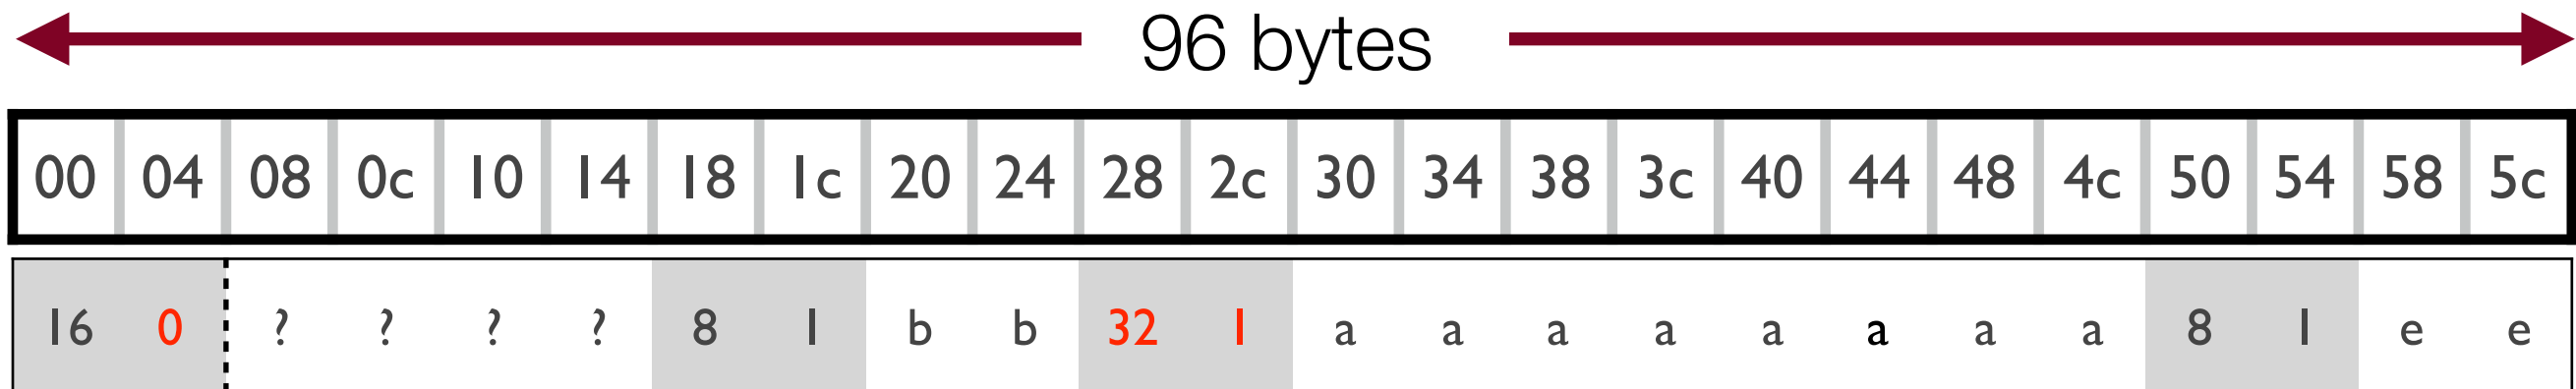 96 bytes
00 04 08 0c 10 14 18 1c 20 24 28 2c 30 34 38 3c 40 44 48 4c 50 54 58 5c
16 0 ? ? ? ? 8 1 b b 32 1 a a a a a a a a 8 1 e e